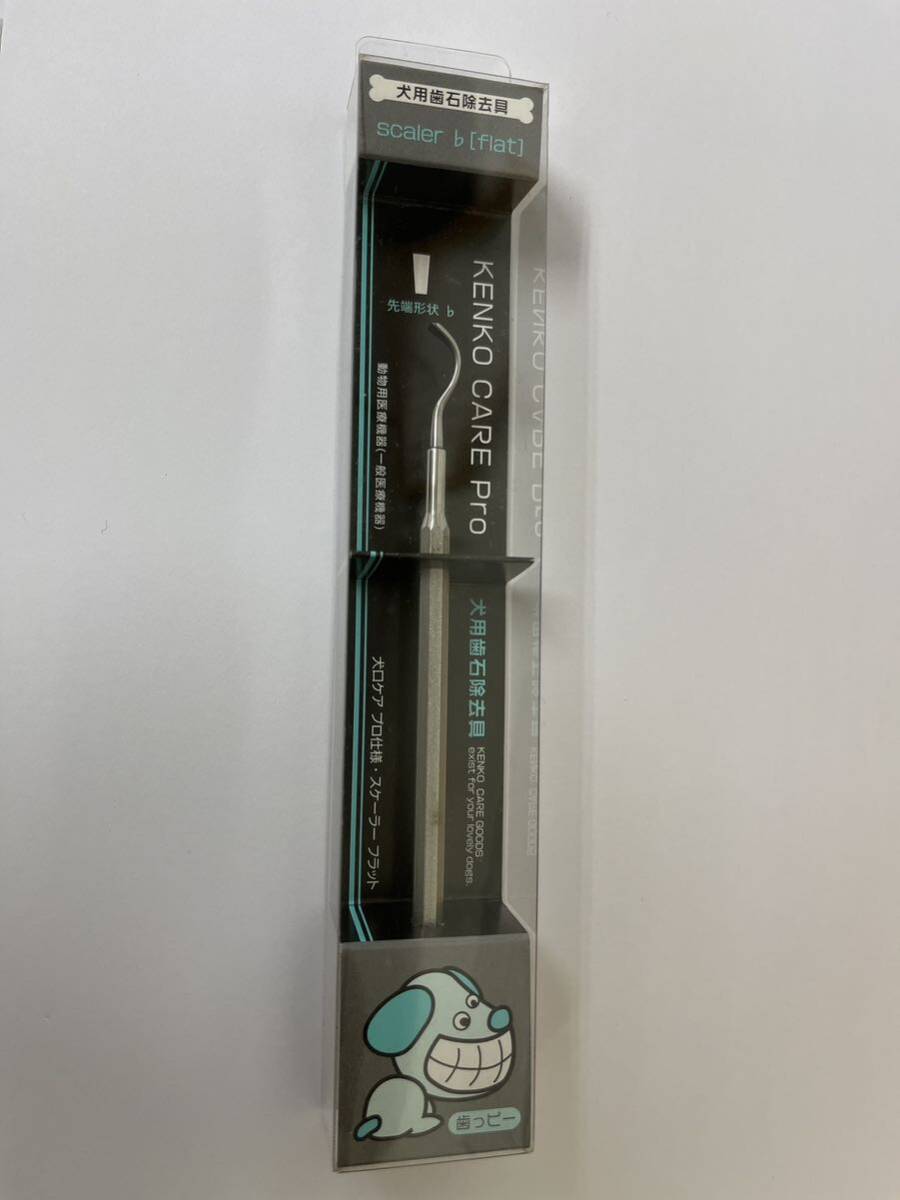 犬用歯石除去具
scaler ♭[flat]
先端形状 ♭
KENKO CARE Pro
動物用医療機器(一般医療機器)
犬用歯石除去具
KENKO CARE GOODS
exist for your lovely dogs.
犬口ケア プロ仕様・スケーラー フラット
歯っピー